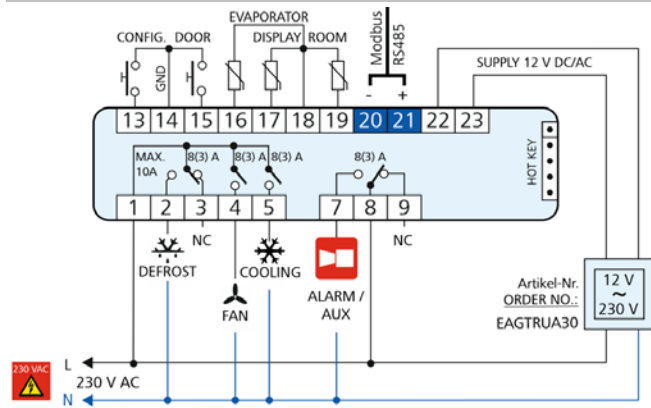 EVAPORATOR
CONFIG. DOOR DISPLAY ROOM
GND
Modbus
RS485
- +
SUPPLY 12 V DC/AC
13 14 15 16 17 18 19 20 21 22 23
MAX.
10A
8(3) A 8(3) A 8(3) A 8(3) A
HOT KEY
1 2 3 4 5 7 8 9
NC NC
DEFROST COOLING
FAN
ALARM /
AUX
Artikel-Nr.
ORDER NO.:
EAGTRUA30
12 V
~
230 V
230 VAC
L
230 V AC
N